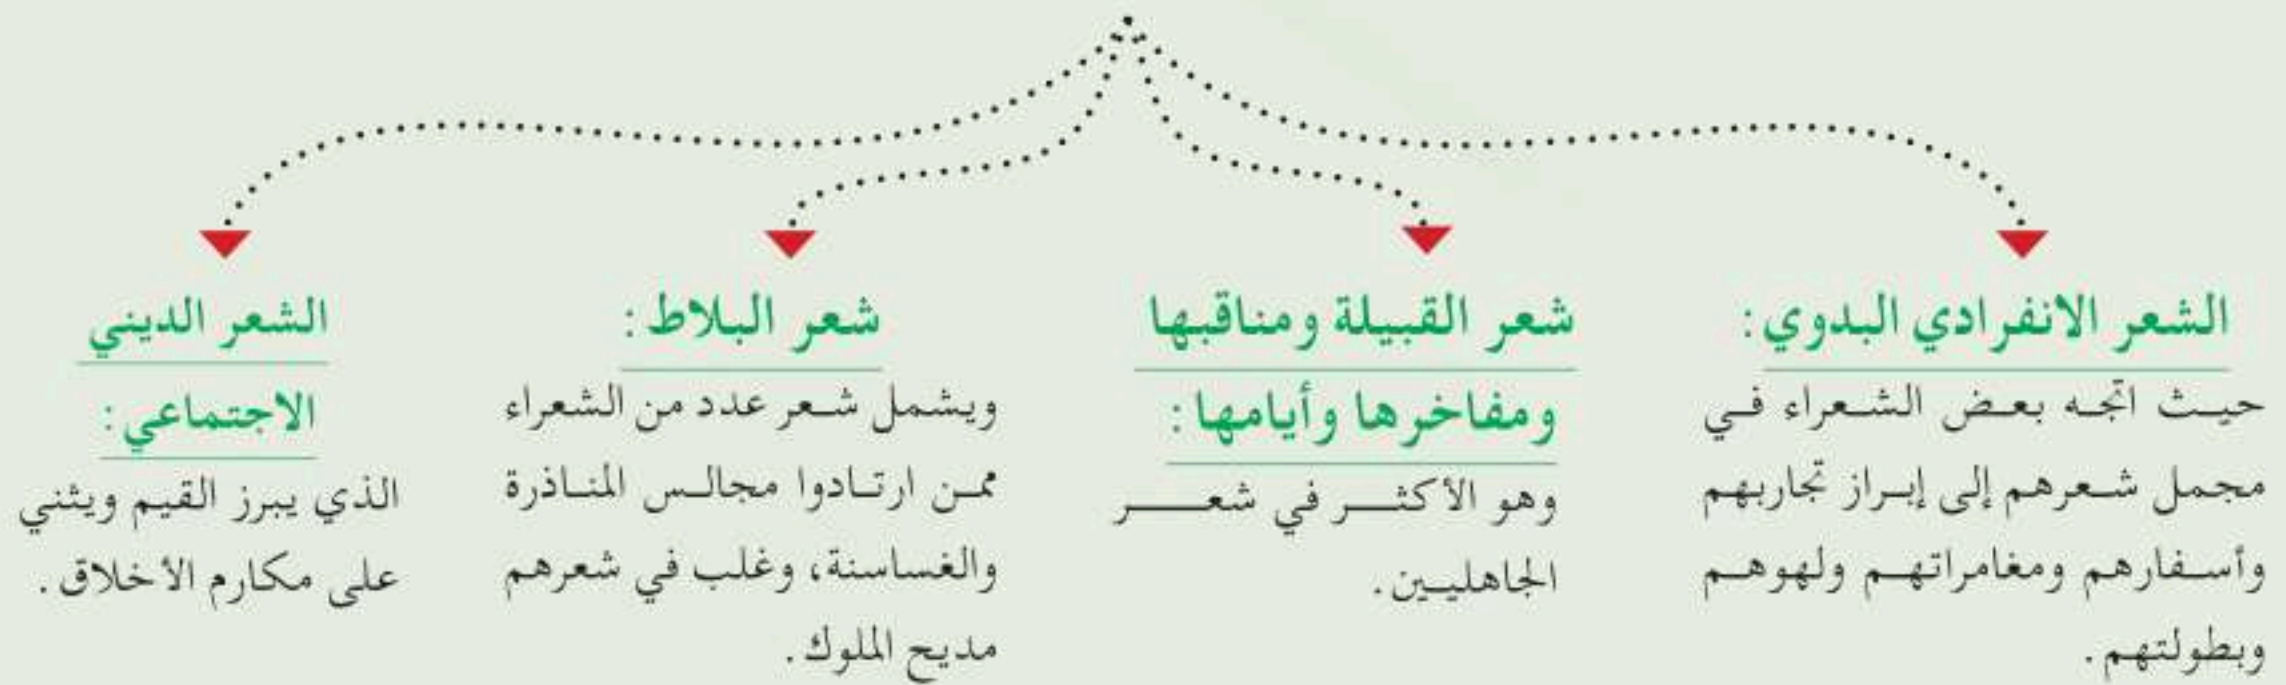 الشعر الانفرادي البدوي:
حيث اتجه بعض الشعراء في
مجمل شعرهم إلى إبراز تجاربهم
وأسفارهم ومغامراتهم ولهوهم
وبطولتهم.
شعر القبيلة ومناقبها
ومفاخرها وأيامها:
وهو الأكثر في شعر
الجاهليين.
شعر البلاط:
ويشمل شعر عدد من الشعراء
ممن ارتادوا مجالس المناذرة
والغساسنة، وغلب في شعرهم
مديح الملوك.
الشعر الديني
الاجتماعي:
الذي يبرز القيم ويثني
على مكارم الأخلاق.